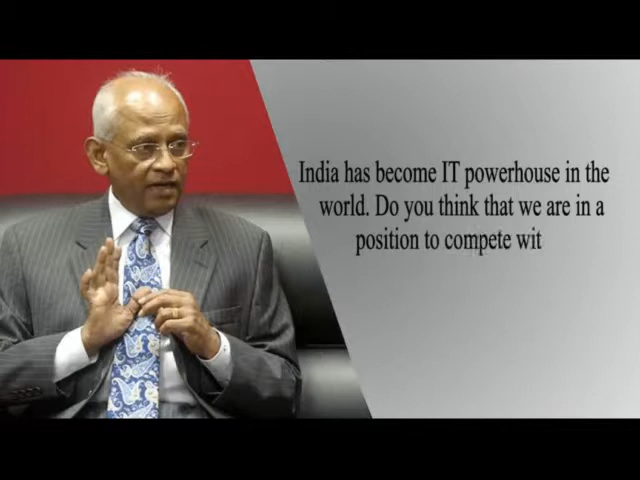 India has become IT powerhouse in the
world. Do you think that we are in a
position to compete wit